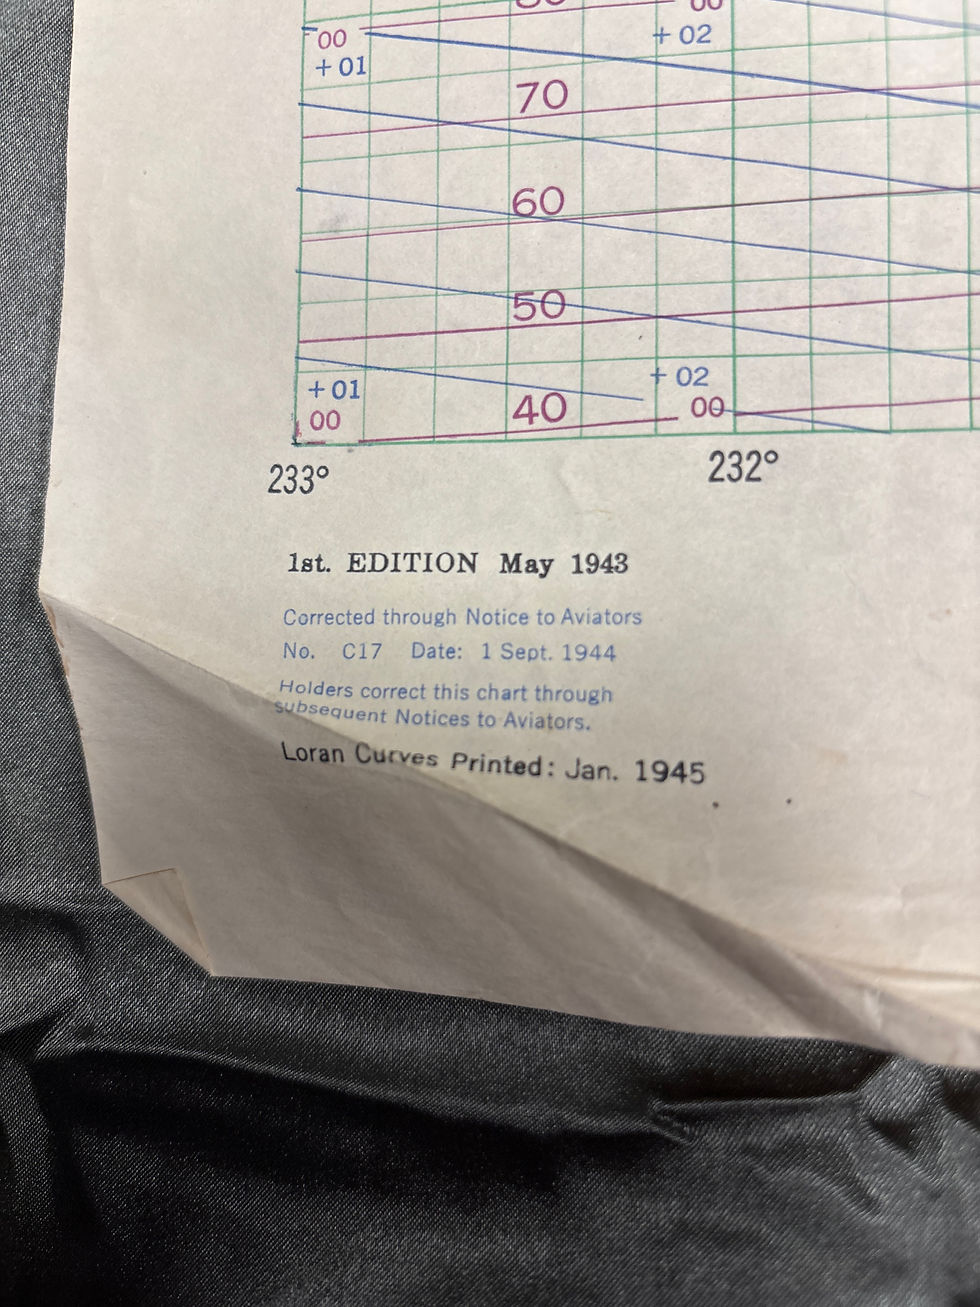 00
00
+ 02
+ 01
70
60
50
+ 02
+ 01
40
00
00
233°
232°
1st. EDITION May 1943
Corrected through Notice to Aviators
No. C17 Date: 1 Sept. 1944
Holders correct this chart through
subsequent Notices to Aviators.
Loran Curves Printed: Jan. 1945